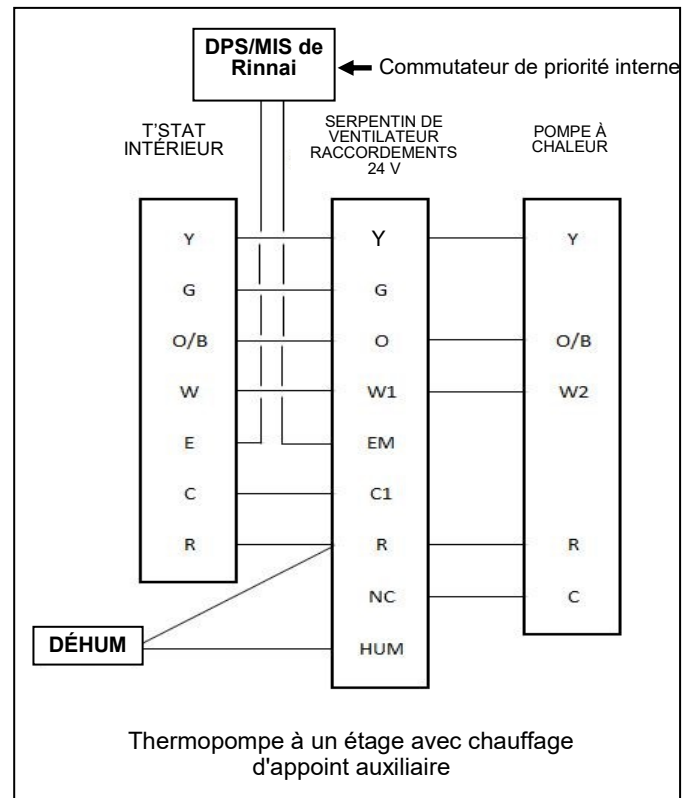 DPS/MIS de
Rinnai
Commutateur de priorité interne
T'STAT
INTÉRIEUR
SERPENTIN DE
VENTILATEUR
RACCORDEMENTS
24 V
POMPE À
CHALEUR
Y
G
O/B
W
E
C
R
Y
G
O
W1
EM
C1
R
NC
HUM
Y
O/B
W2
R
C
DÉHUM
Thermopompe à un étage avec chauffage
d'appoint auxiliaire